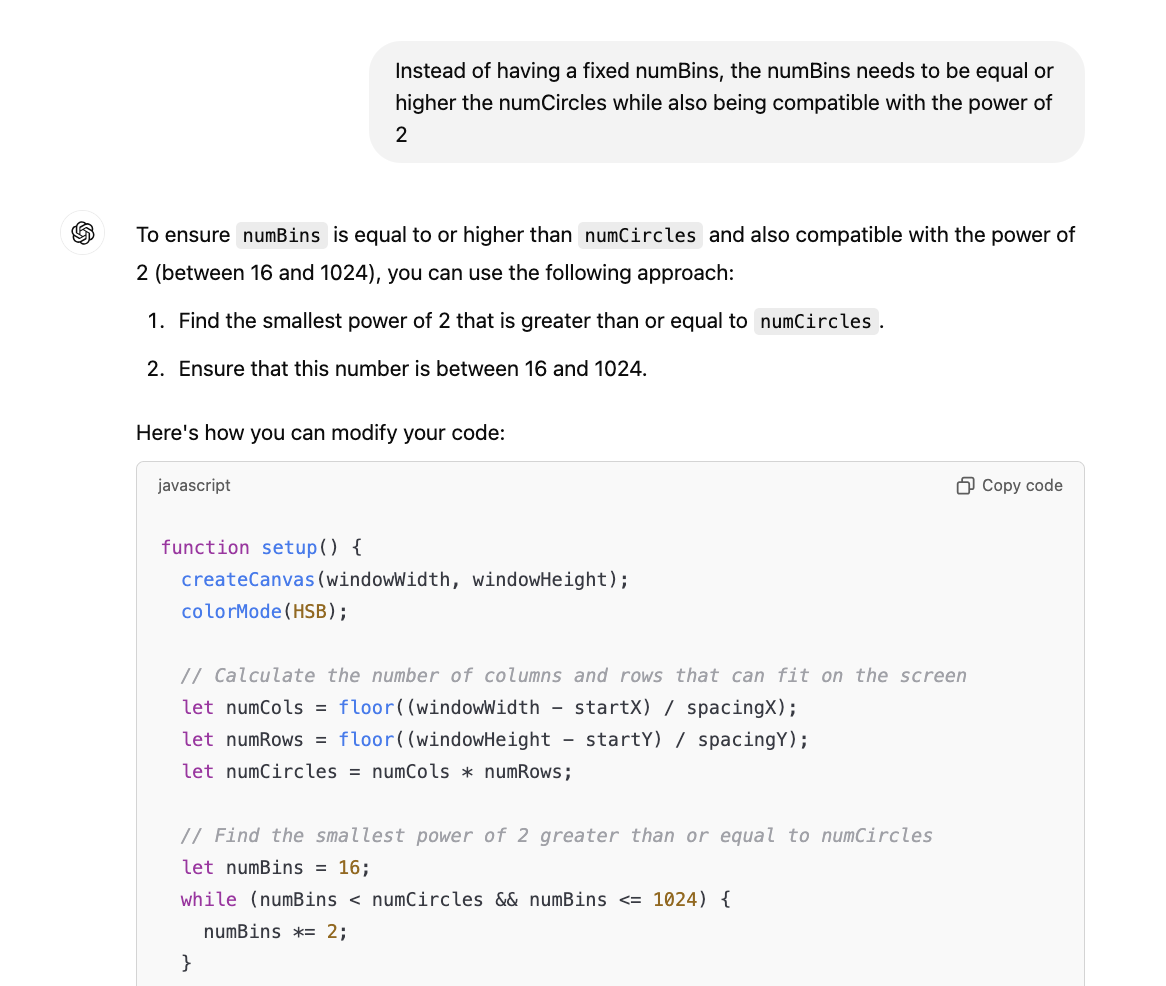 Instead of having a fixed numBins, the numBins needs to be equal or
higher the numCircles while also being compatible with the power of
2
To ensure numBins is equal to or higher than numCircles and also compatible with the power of
2 (between 16 and 1024), you can use the following approach:
1. Find the smallest power of 2 that is greater than or equal to numCircles.
2. Ensure that this number is between 16 and 1024.
Here's how you can modify your code:
javascript Copy code
function setup() {
  createCanvas(windowWidth, windowHeight);
  colorMode(HSB);
  // Calculate the number of columns and rows that can fit on the screen
  let numCols = floor((windowWidth - startX) / spacingX);
  let numRows = floor((windowHeight - startY) / spacingY);
  let numCircles = numCols * numRows;
  // Find the smallest power of 2 greater than or equal to numCircles
  let numBins = 16;
  while (numBins < numCircles && numBins <= 1024) {
    numBins *= 2;
  }